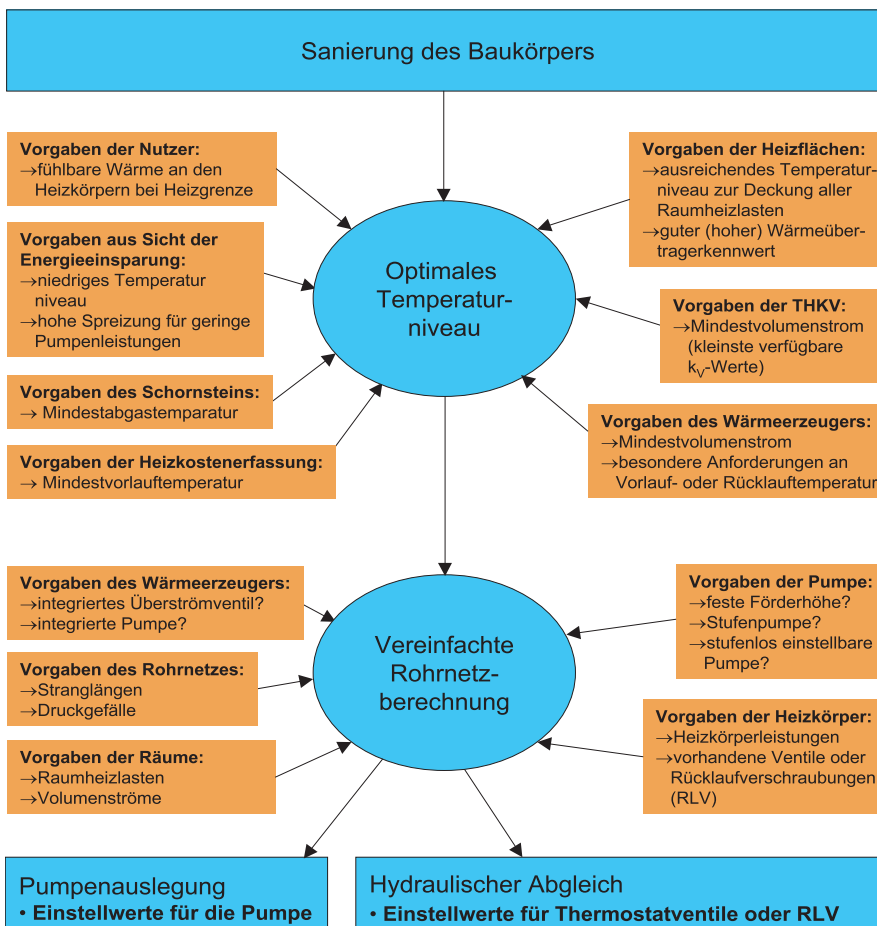 Sanierung des Baukörpers
Vorgaben der Nutzer:
→fühlbare Wärme an den
Heizkörpern bei Heizgrenze
Vorgaben aus Sicht der
Energieeinsparung:
→niedriges Temperatur
niveau
→hohe Spreizung für geringe
Pumpenleistungen
Vorgaben des Schornsteins:
→ Mindestabgastemparatur
Vorgaben der Heizkostenerfassung:
→ Mindestvorlauftemperatur
Optimales
Temperatur-
niveau
Vorgaben der Heizflächen:
→ausreichendes Temperatur-
niveau zur Deckung aller
Raumheizlasten
→guter (hoher) Wärmeüber-
tragerkennwert
Vorgaben der THKV:
→Mindestvolumenstrom
(kleinste verfügbare
kV-Werte)
Vorgaben des Wärmeerzeugers:
→Mindestvolumenstrom
→besondere Anforderungen an
Vorlauf- oder Rücklauftemperatur
Vorgaben des Wärmeerzeugers:
→integriertes Überströmventil?
→integrierte Pumpe?
Vorgaben des Rohrnetzes:
→Stranglängen
→Druckgefälle
Vorgaben der Räume:
→Raumheizlasten
→Volumenströme
Vereinfachte
Rohrnetz-
berechnung
Vorgaben der Pumpe:
→feste Förderhöhe?
→Stufenpumpe?
→stufenlos einstellbare
Pumpe?
Vorgaben der Heizkörper:
→Heizkörperleistungen
→vorhandene Ventile oder
Rücklaufverschraubungen
(RLV)
Pumpenauslegung
• Einstellwerte für die Pumpe
Hydraulischer Abgleich
• Einstellwerte für Thermostatventile oder RLV